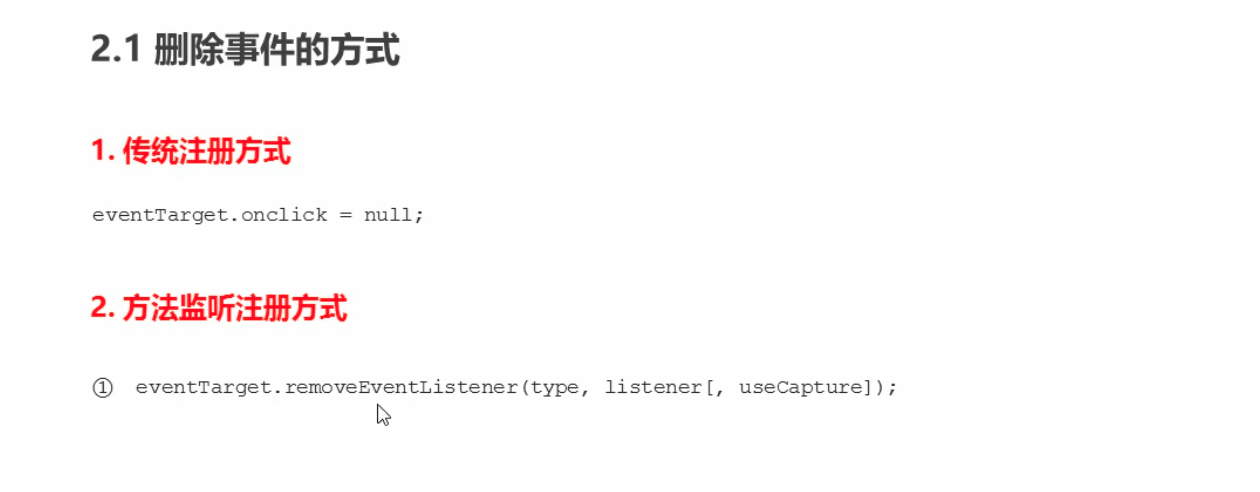 2.1 删除事件的方式
1. 传统注册方式
eventTarget.onclick = null;
2. 方法监听注册方式
① eventTarget.removeEventListener(type, listener[, useCapture]);